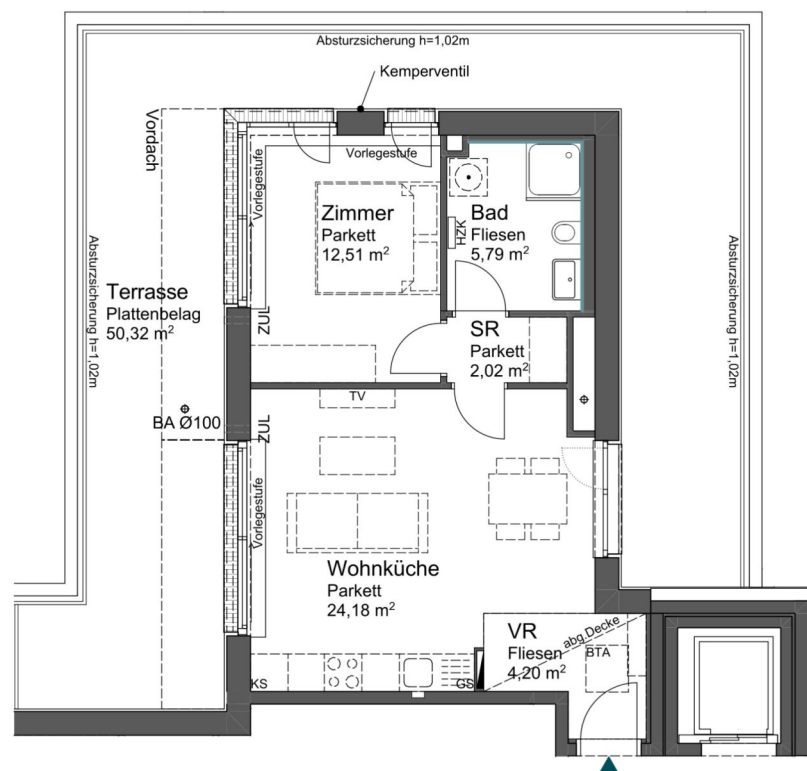 Absturzsicherung h=1,02m
Kemperventil
Vordach
Vorlegestufe
Vorlegestufe
Zimmer
Parkett
12,51 m²
Bad
Fliesen
5,79 m²
HZK
Absturzsicherung h=1,02m
Terrasse
Plattenbelag
50,32 m²
ZUL
SR
Parkett
2,02 m²
Absturzsicherung h=1,02m
BA Ø100
ZUL
TV
Vorlegestufe
Wohnküche
Parkett
24,18 m²
VR
Fliesen
4,20 m²
abg.Decke
BTA
KS
GS